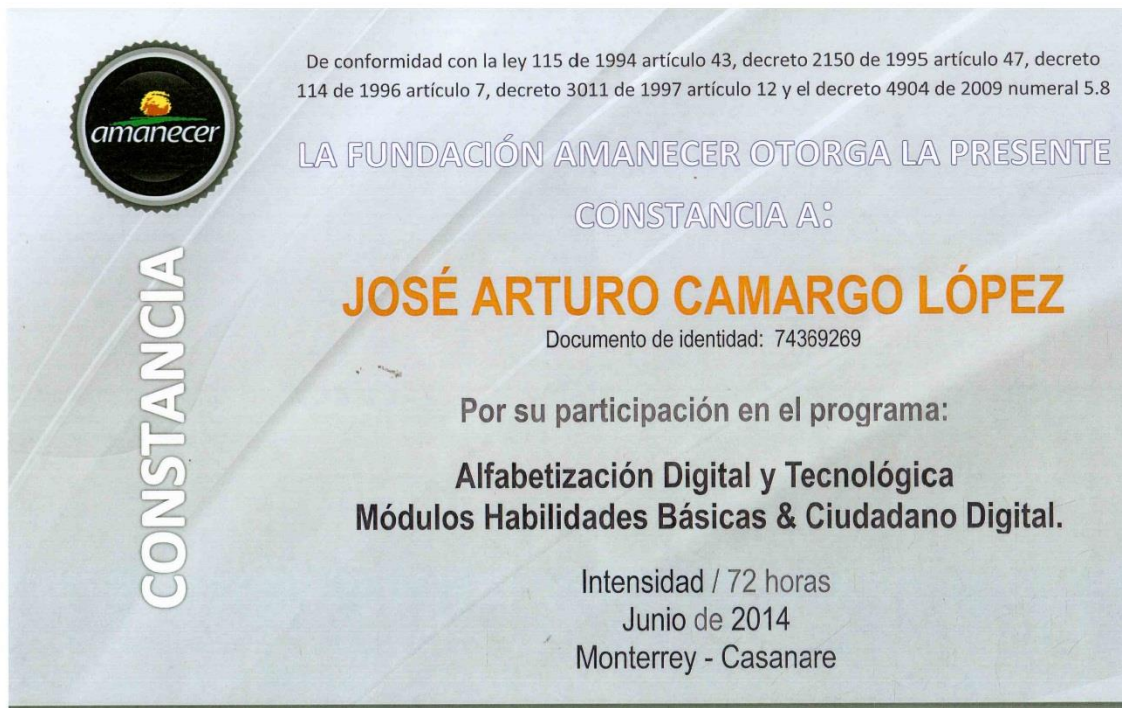 amanecer
CONSTANCIA
De conformidad con la ley 115 de 1994 artículo 43, decreto 2150 de 1995 artículo 47, decreto
114 de 1996 artículo 7, decreto 3011 de 1997 artículo 12 y el decreto 4904 de 2009 numeral 5.8
LA FUNDACIÓN AMANECER OTORGA LA PRESENTE
CONSTANCIA A:
JOSÉ ARTURO CAMARGO LÓPEZ
Documento de identidad: 74369269
Por su participación en el programa:
Alfabetización Digital y Tecnológica
Módulos Habilidades Básicas & Ciudadano Digital.
Intensidad / 72 horas
Junio de 2014
Monterrey - Casanare